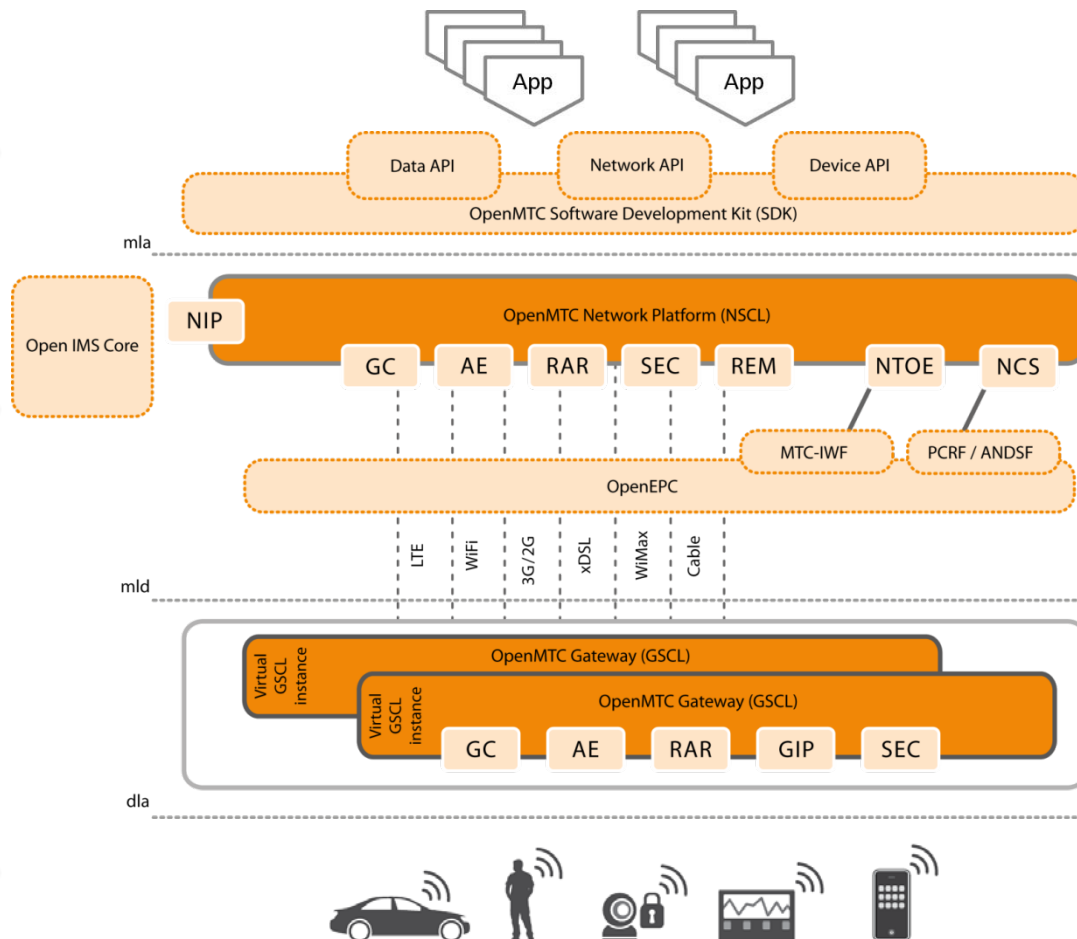 App
App
Data API
Network API
Device API
OpenMTC Software Development Kit (SDK)
mla
Open IMS Core
NIP
OpenMTC Network Platform (NSCL)
GC
AE
RAR
SEC
REM
NTOE
NCS
MTC-IWF
PCRF / ANDSF
OpenEPC
LTE
WiFi
3G/2G
xDSL
WiMax
Cable
mld
Virtual
GSCL
instance
OpenMTC Gateway (GSCL)
Virtual
GSCL
instance
OpenMTC Gateway (GSCL)
GC
AE
RAR
GIP
SEC
dla